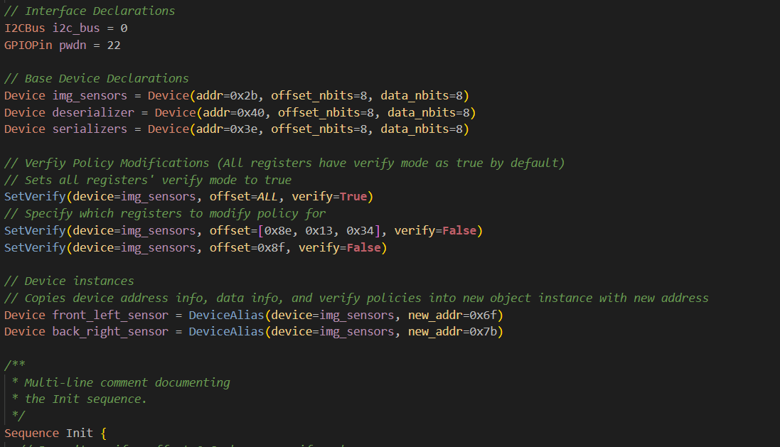 // Interface Declarations
I2CBus i2c_bus = 0
GPIOPin pwdn = 22
// Base Device Declarations
Device img_sensors = Device(addr=0x2b, offset_nbits=8, data_nbits=8)
Device deserializer = Device(addr=0x40, offset_nbits=8, data_nbits=8)
Device serializers = Device(addr=0x3e, offset_nbits=8, data_nbits=8)
// Verfiy Policy Modifications (All registers have verify mode as true by default)
// Sets all registers' verify mode to true
SetVerify(device=img_sensors, offset=ALL, verify=True)
// Specify which registers to modify policy for
SetVerify(device=img_sensors, offset=[0x8e, 0x13, 0x34], verify=False)
SetVerify(device=img_sensors, offset=0x8f, verify=False)
// Device instances
// Copies device address info, data info, and verify policies into new object instance with new address
Device front_left_sensor = DeviceAlias(device=img_sensors, new_addr=0x6f)
Device back_right_sensor = DeviceAlias(device=img_sensors, new_addr=0x7b)
/**
* Multi-line comment documenting
* the Init sequence.
*/
Sequence Init {